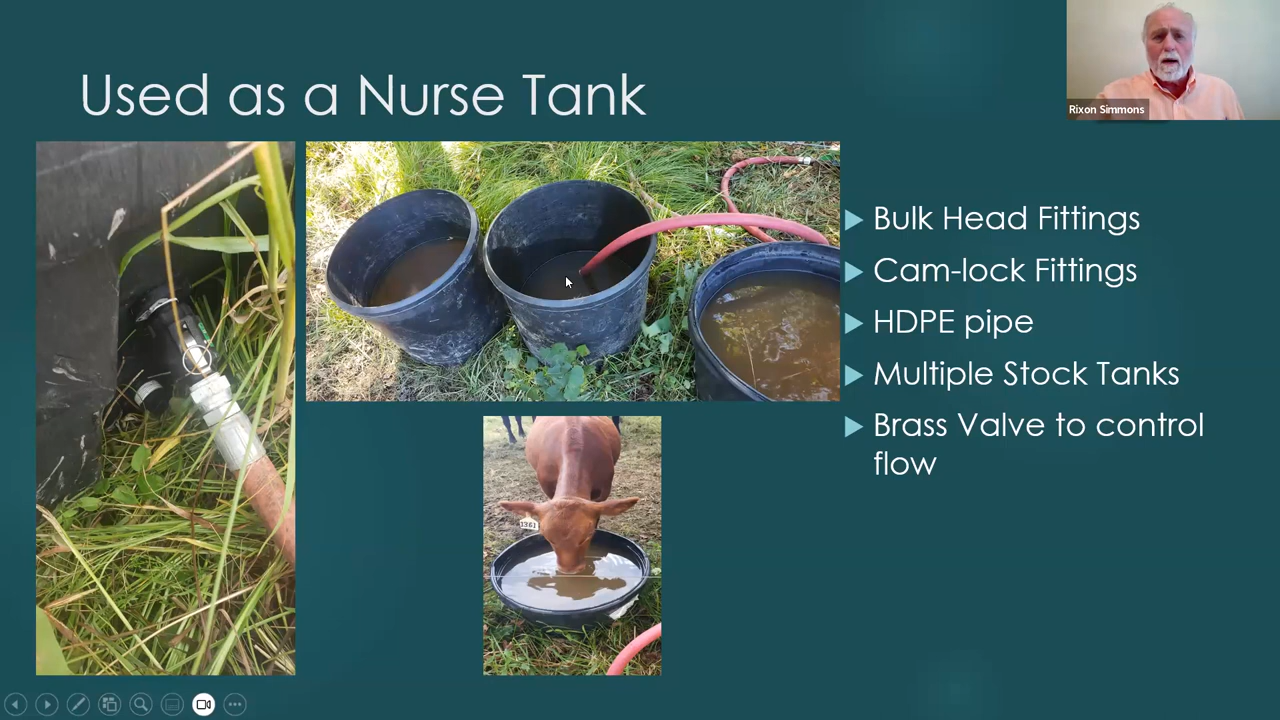 Used as a Nurse Tank
Rixon Simmons
Bulk Head Fittings
Cam-lock Fittings
HDPE pipe
Multiple Stock Tanks
Brass Valve to control
flow
1361